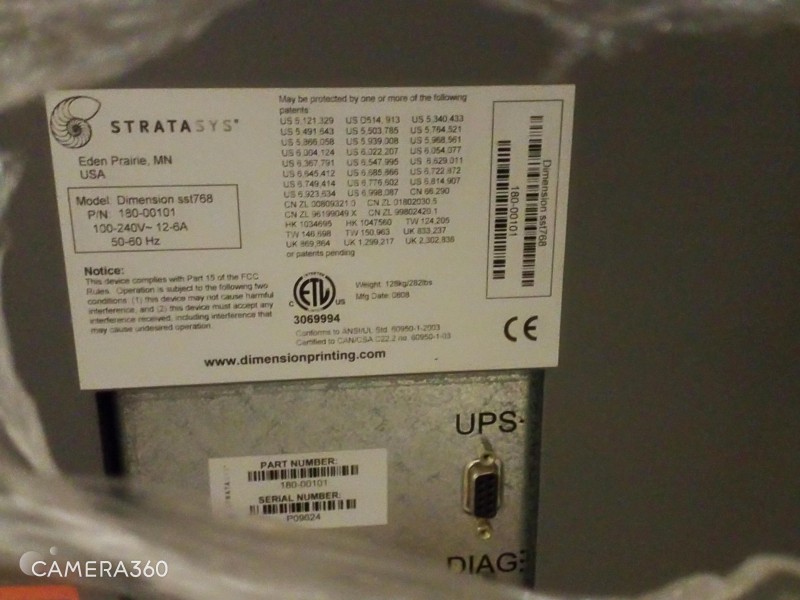 STRATASYS®
Eden Prairie, MN
USA
Model: Dimension sst768
P/N: 180-00101
100-240V~ 12-6A
50-60 Hz
Notice:
This device complies with Part 15 of the FCC
Rules. Operation is subject to the following two
conditions: (1) this device may not cause harmful
interference, and (2) this device must accept any
interference received, including interference that
may cause undesired operation.
May be protected by one or more of the following
patents:
US 5,121,329 US D514,913 US 5,340,433
US 5,491,643 US 5,503,785 US 5,764,521
US 5,866,058 US 5,939,008 US 5,968,561
US 6,004,124 US 6,022,207 US 6,054,077
US 6,367,791 US 6,547,995 US 6,629,011
US 6,645,412 US 6,685,866 US 6,722,872
US 6,749,414 US 6,776,602 US 6,814,907
US 6,923,634 US 6,998,087 CN 66,290
CN ZL 00809321.0 CN ZL 01802030.5
CN ZL 96199049.X CN ZL 99802420.1
HK 1034695 HK 1047560 TW 124,205
TW 146,698 TW 150,963 UK 833,237
UK 869,864 UK 1,299,217 UK 2,302,838
or patents pending
C ETL US
3069994
Weight: 128kg/282lbs
Mfg Date: 0808
Conforms to ANSI/UL Std. 60950-1-2003
Certified to CAN/CSA C22.2 no. 60950-1-03
www.dimensionprinting.com
Dimension sst768
180-00101
CE
UPS
STRATASYS
PART NUMBER:
180-00101
SERIAL NUMBER:
P09824
DIAG
CAMERA360